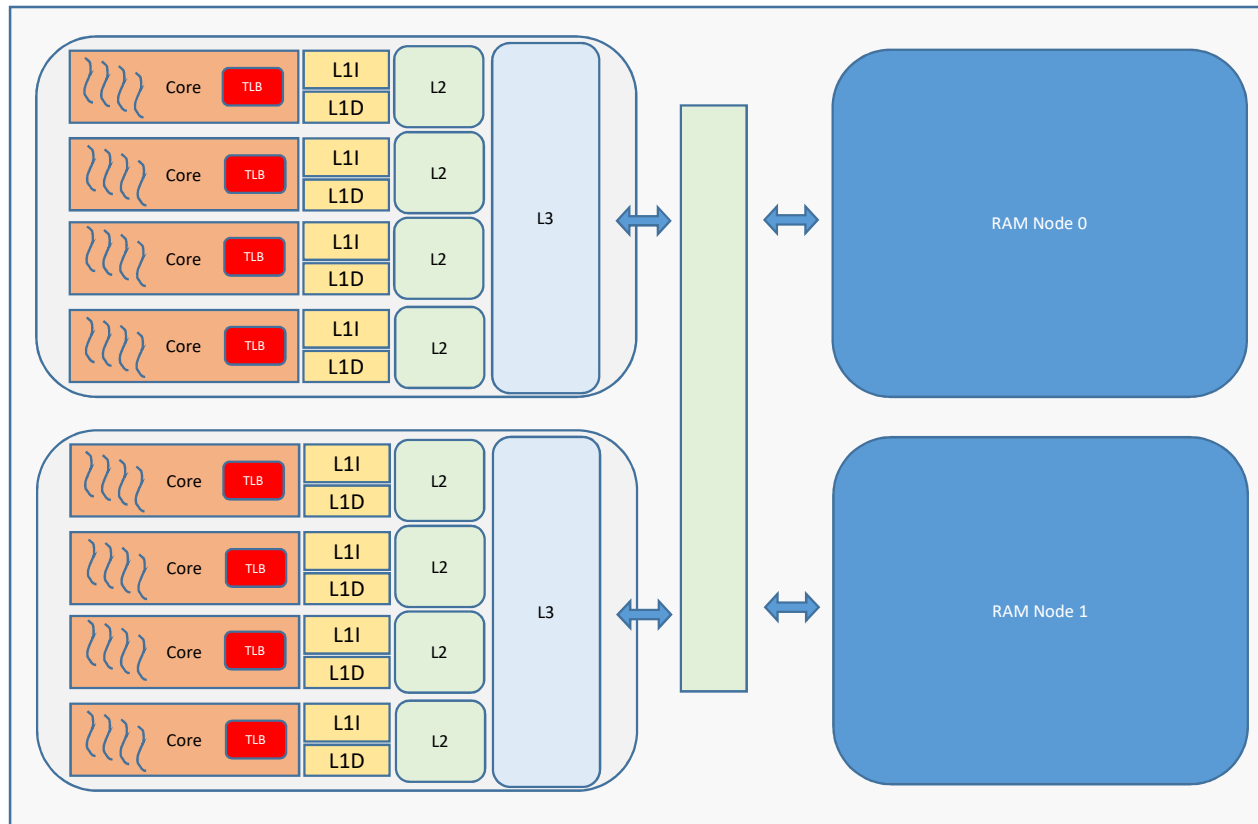 Core
TLB
L1I
L1D
L2
Core
TLB
L1I
L1D
L2
Core
TLB
L1I
L1D
L2
Core
TLB
L1I
L1D
L2
L3
RAM Node 0
Core
TLB
L1I
L1D
L2
Core
TLB
L1I
L1D
L2
Core
TLB
L1I
L1D
L2
Core
TLB
L1I
L1D
L2
L3
RAM Node 1